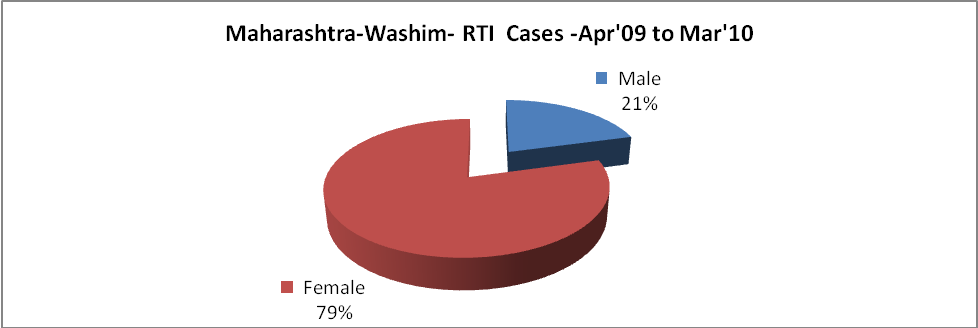 Maharashtra-Washim- RTI  Cases -Apr'09 to Mar'10
Male
21%
Female
79%